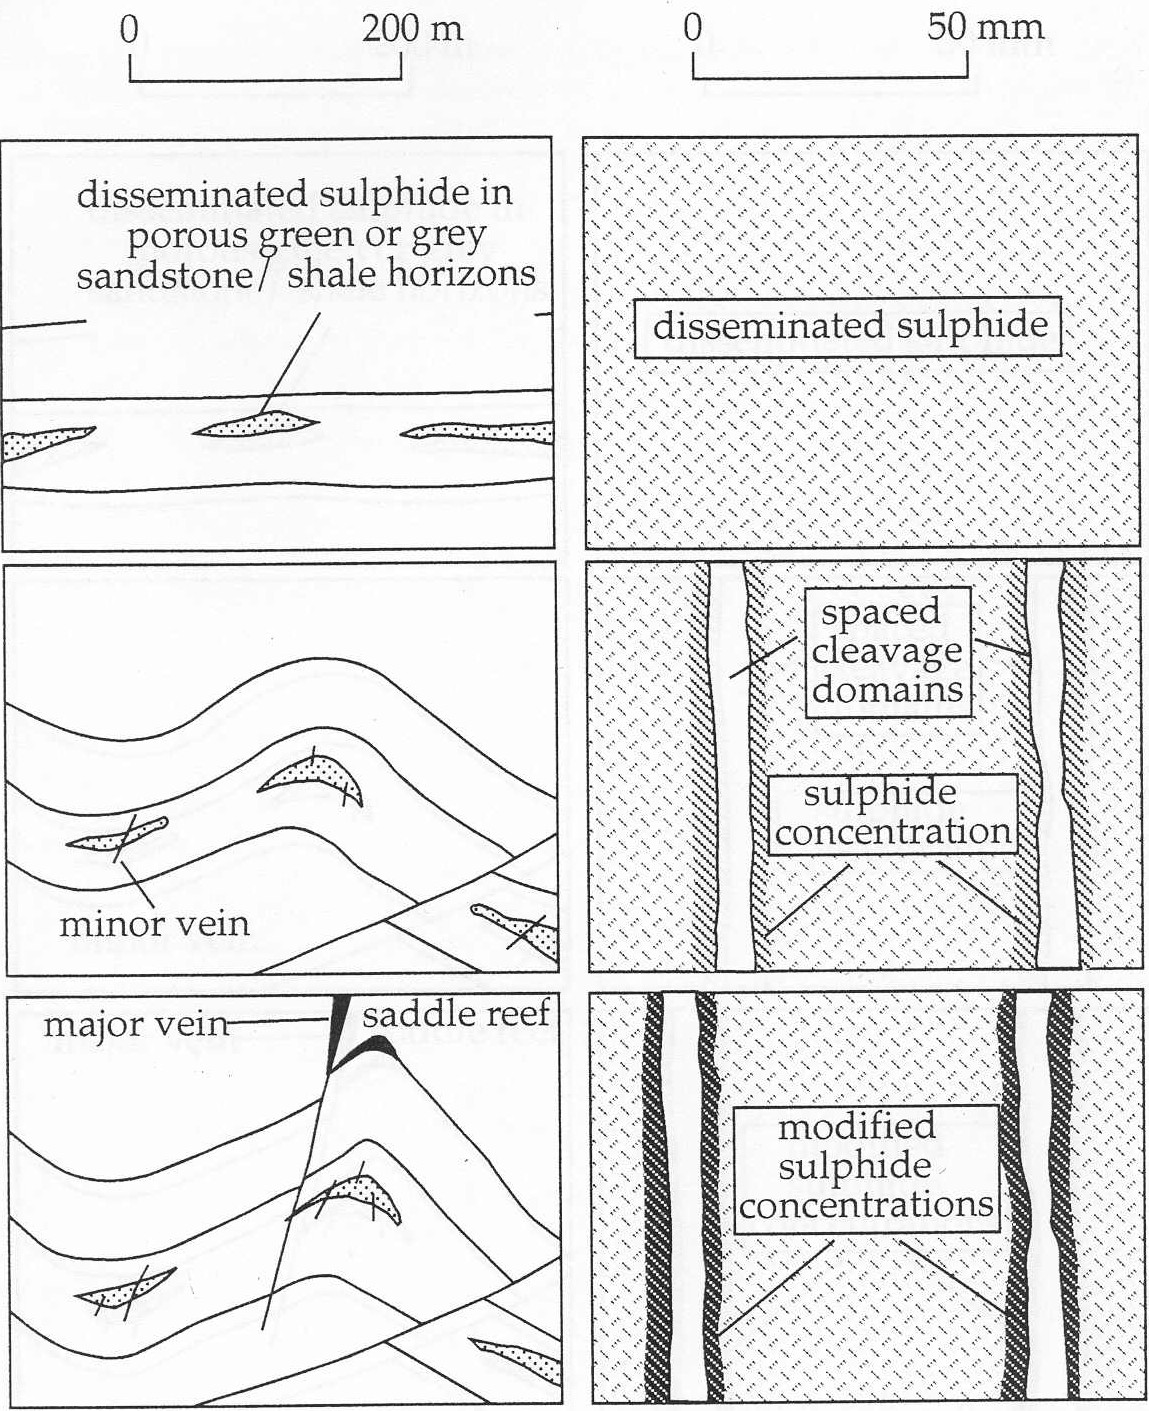 0 200 m
0 50 mm
disseminated sulphide in
porous green or grey
sandstone/ shale horizons
disseminated sulphide
minor vein
spaced
cleavage
domains
sulphide
concentration
major vein
saddle reef
modified
sulphide
concentrations